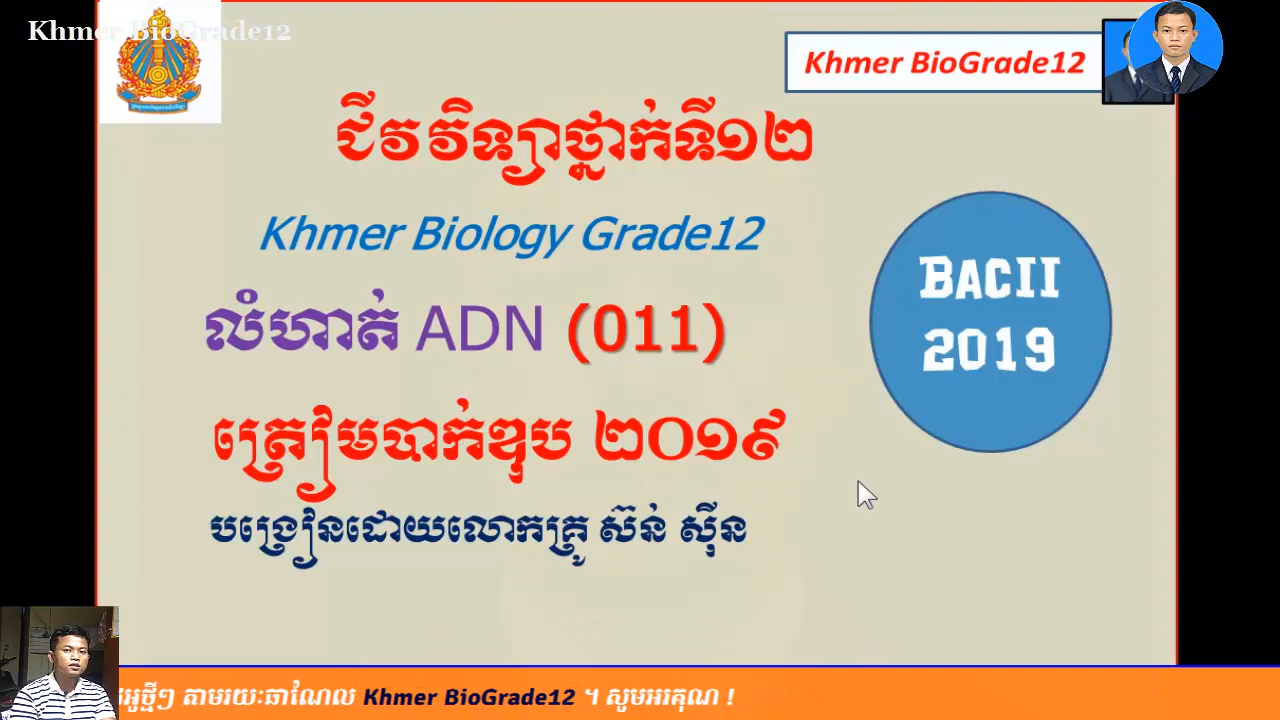 Khmer BioGrade12
Khmer BioGrade12
ជីវវិទ្យាថ្នាក់ទី១២
Khmer Biology Grade12
លំហាត់ ADN (011)
BACII
2019
ត្រៀមបាក់ឌុប ២០១៩
បង្រៀនដោយលោកគ្រូ ស៊ន់ ស៊ីន
អូថ្មីៗ តាមរយៈឆាណែល Khmer BioGrade12 ។ សូមអរគុណ !